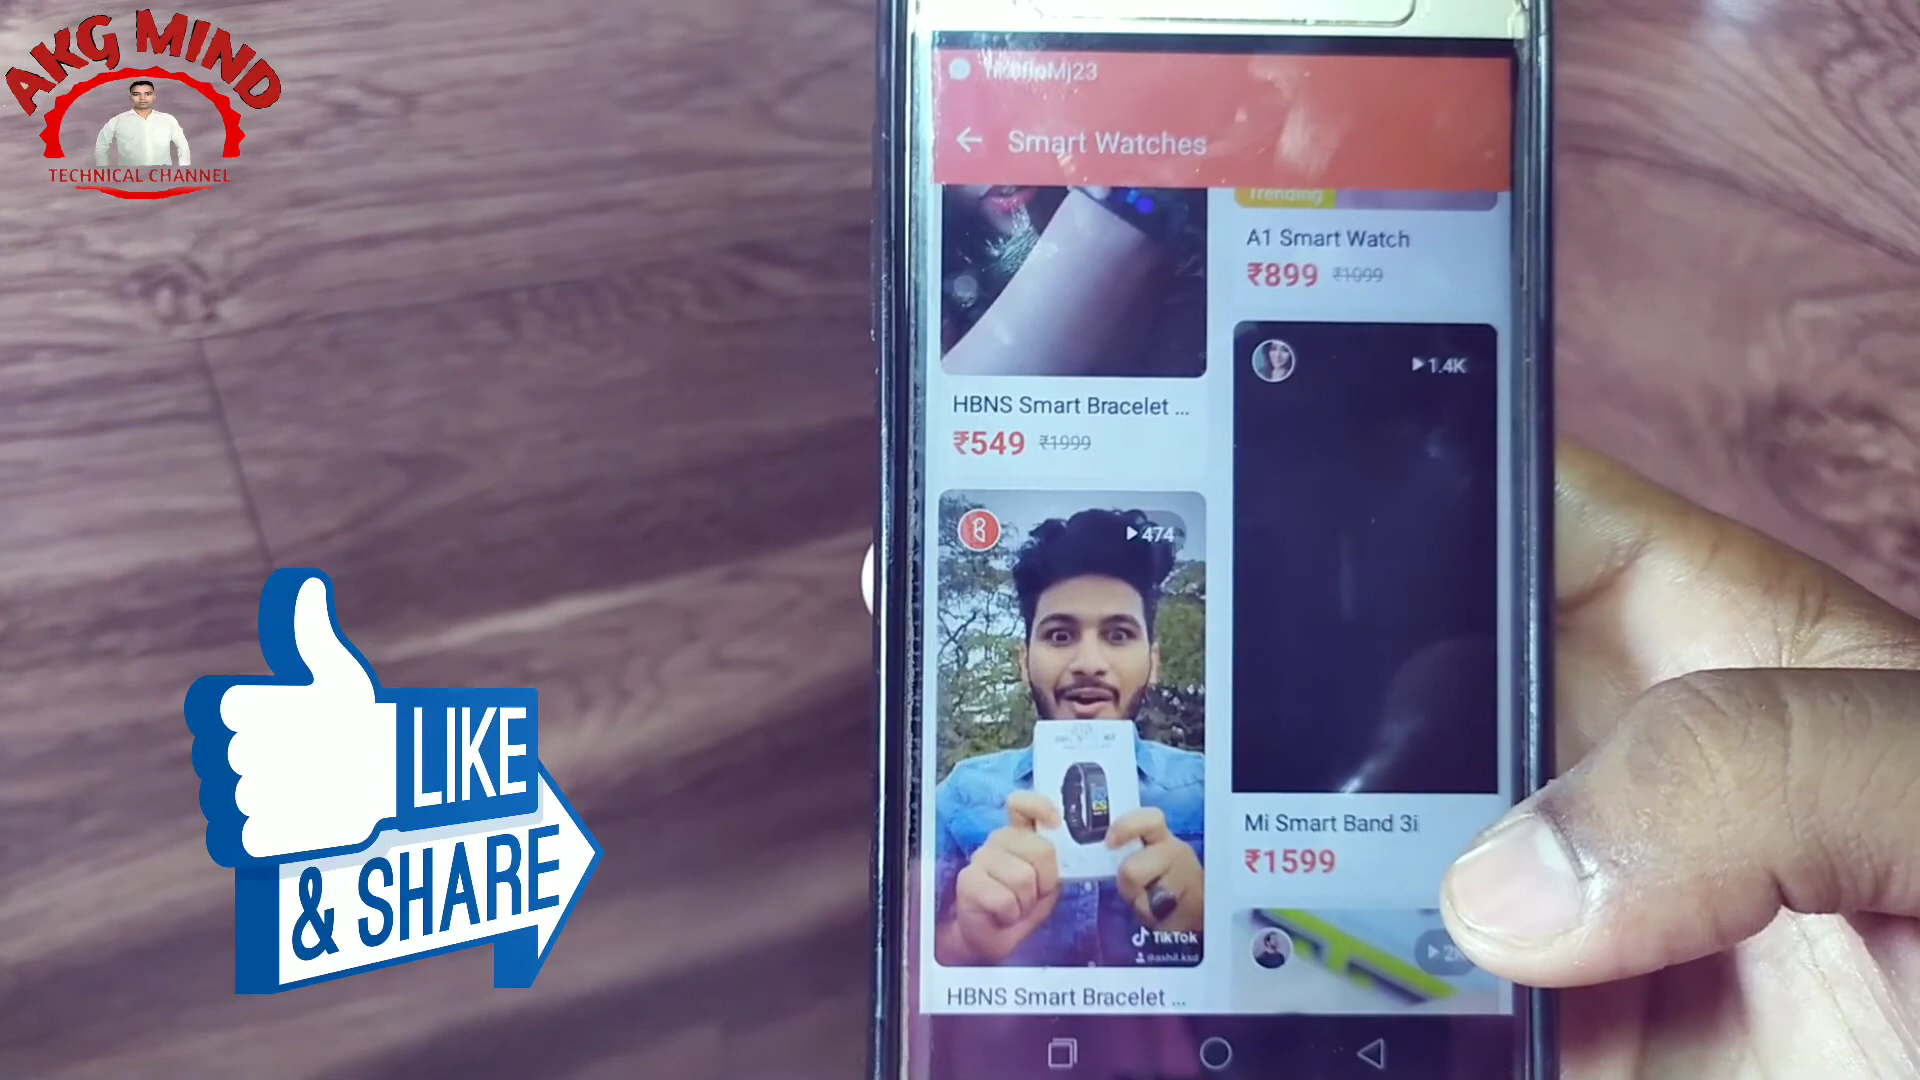 AKG MIND
TECHNICAL CHANNEL
Smart Watches
Trending
A1 Smart Watch
₹899 ₹1099
1.4K
HBNS Smart Bracelet ...
₹549 ₹1999
474
Mi Smart Band 3i
₹1599
TikTok
HBNS Smart Bracelet ...
LIKE
& SHARE